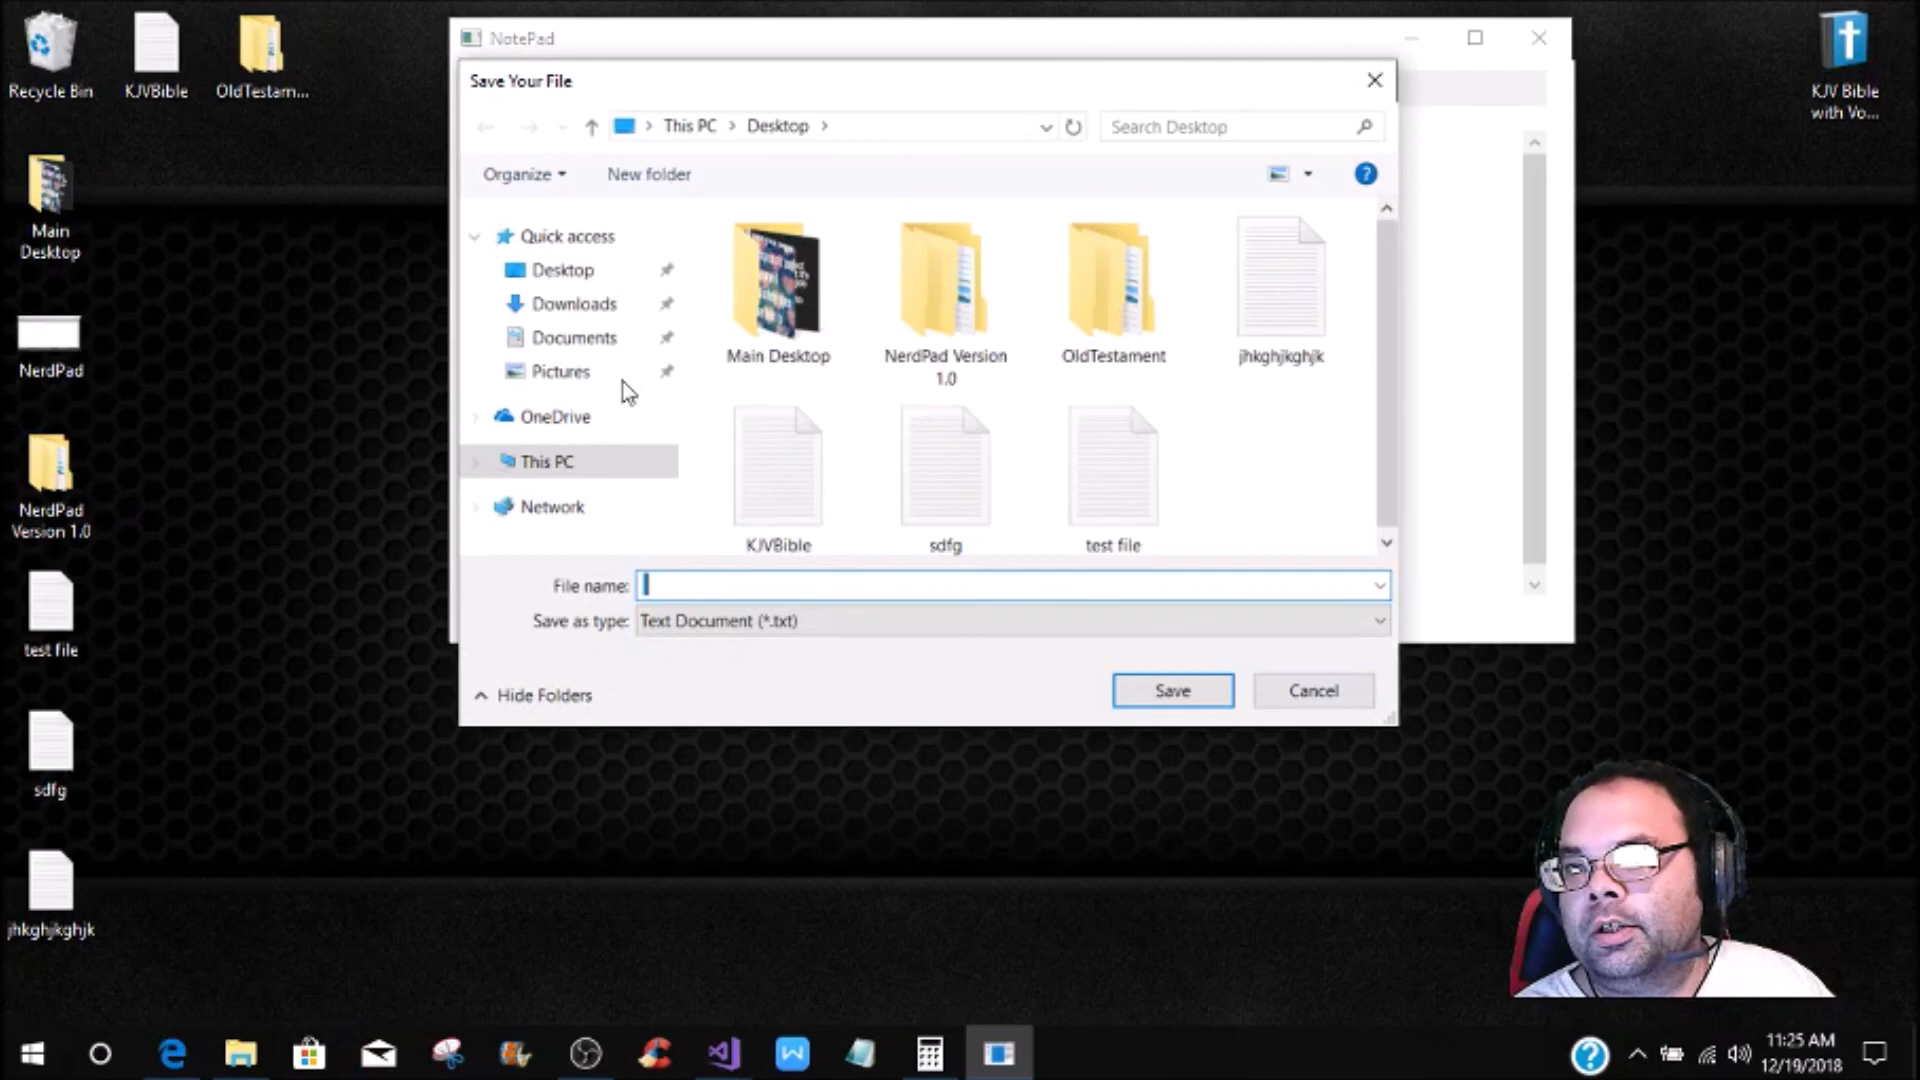 Recycle Bin
KJVBible
OldTestam...
Main
Desktop
NerdPad
NerdPad
Version 1.0
test file
sdfg
jhkghjkghjk
KJV Bible
with Vo...
NotePad
Save Your File
This PC
Desktop
Search Desktop
Organize
New folder
?
Quick access
Desktop
Downloads
Documents
Pictures
OneDrive
This PC
Network
Main Desktop
NerdPad Version
1.0
OldTestament
jhkghjkghjk
KJVBible
sdfg
test file
File name:
Save as type: Text Document (*.txt)
Hide Folders
Save
Cancel
W
?
11:25 AM
12/19/2018